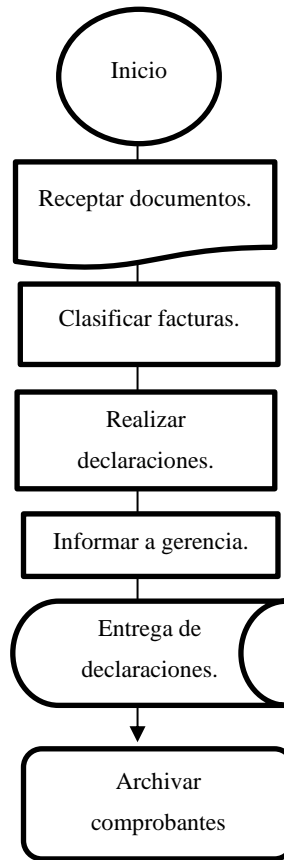 Inicio
Receptar documentos.
Clasificar facturas.
Realizar
declaraciones.
Informar a gerencia.
Entrega de
declaraciones.
Archivar
comprobantes